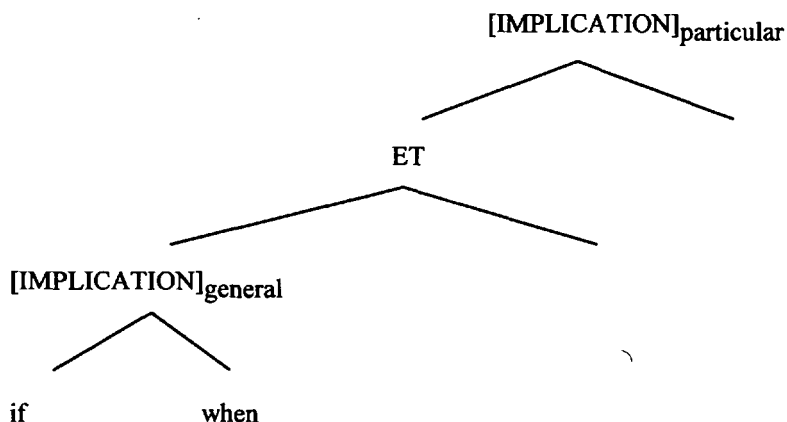 [IMPLICATION]particular
ET
[IMPLICATION]general
if when